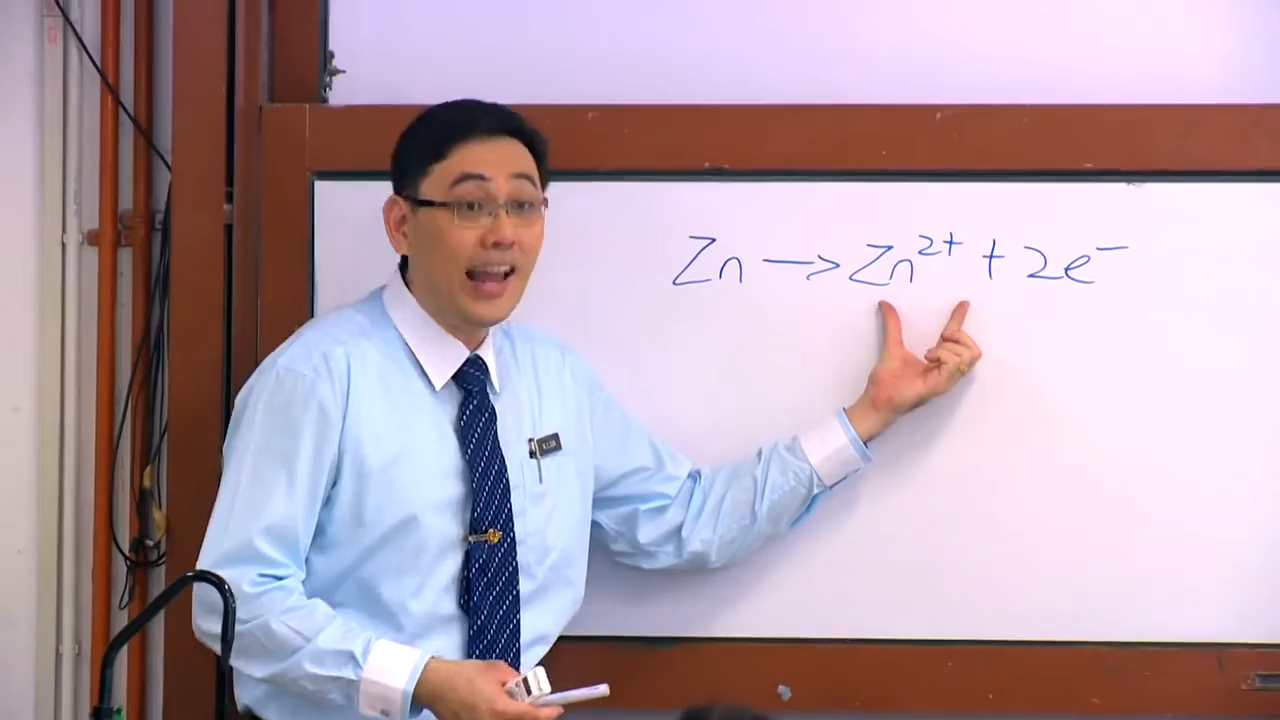 Zn → Zn²⁺ + 2e⁻